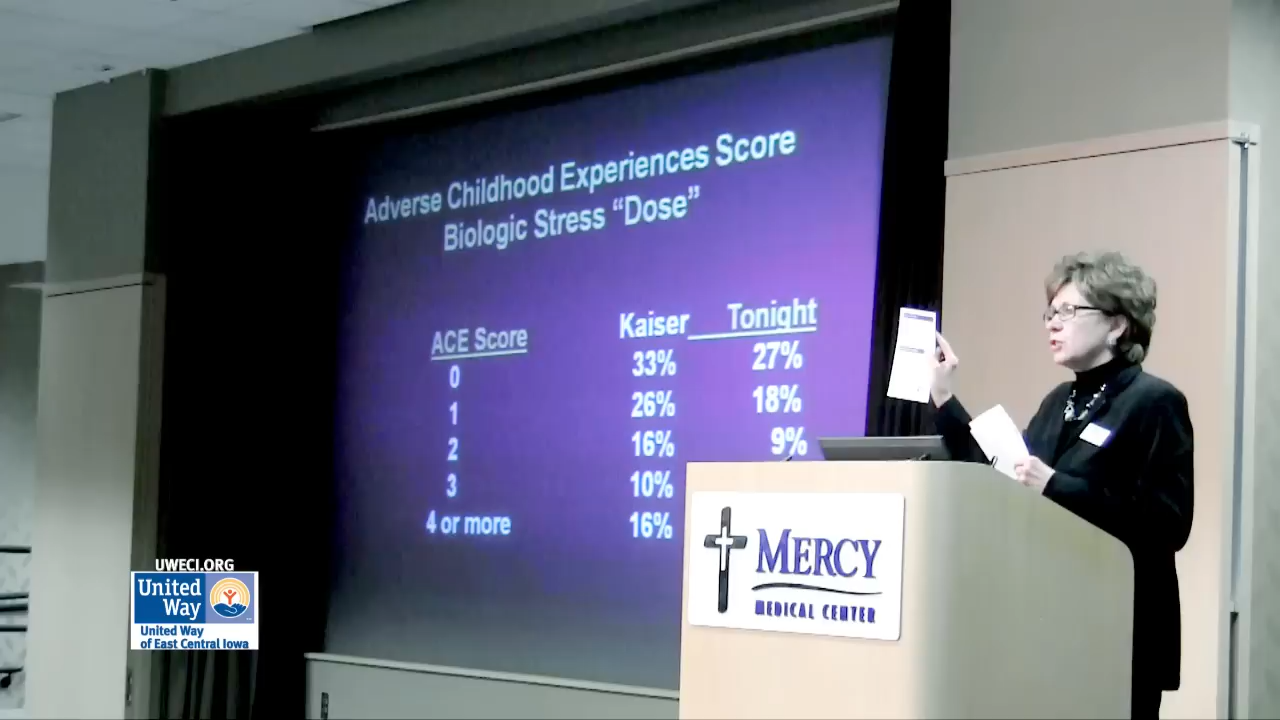 Adverse Childhood Experiences Score
Biologic Stress “Dose”
ACE Score Kaiser Tonight
0 33% 27%
1 26% 18%
2 16% 9%
3 10%
4 or more 16%
MERCY
MEDICAL CENTER
UWECI.ORG
United
Way
United Way
of East Central Iowa